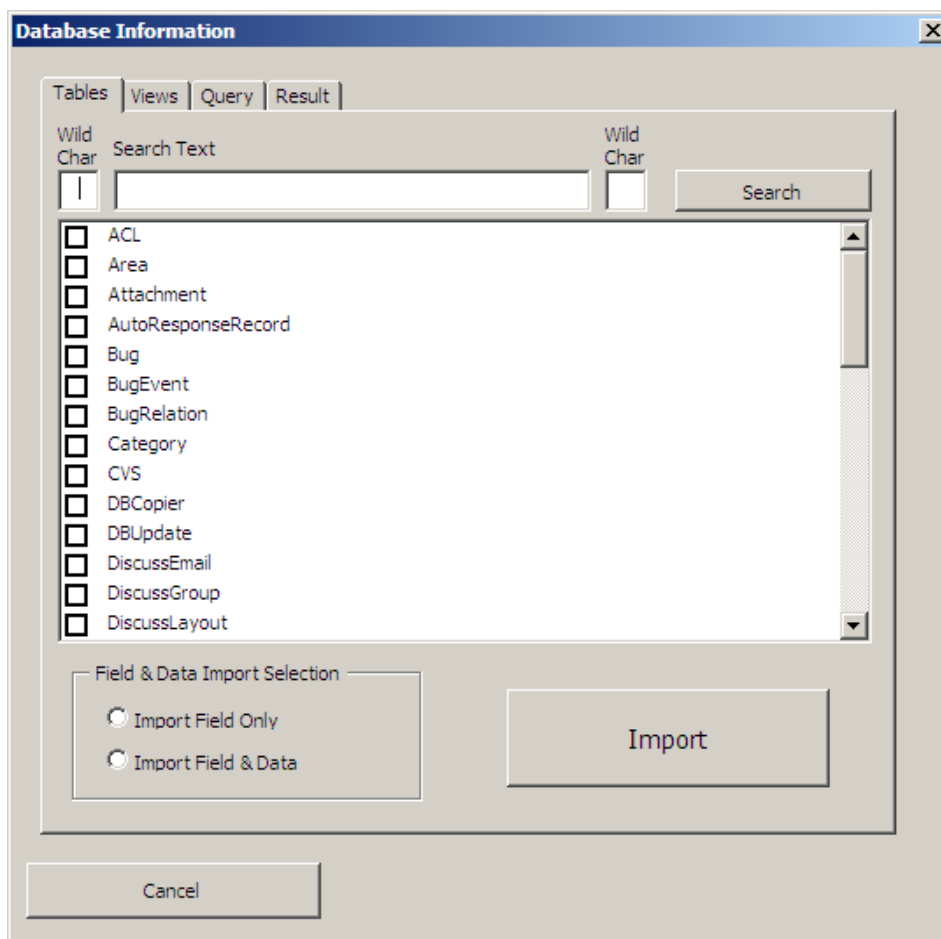 Database Information
Tables Views Query Result
Wild Char Search Text Wild Char
Search
ACL
Area
Attachment
AutoResponseRecord
Bug
BugEvent
BugRelation
Category
CVS
DBCopier
DBUpdate
DiscussEmail
DiscussGroup
DiscussLayout
Field & Data Import Selection
Import Field Only
Import Field & Data
Import
Cancel